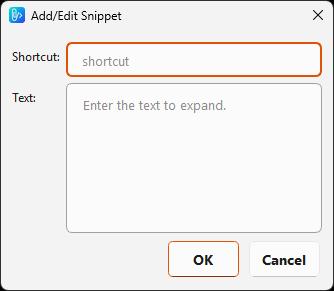 Add/Edit Snippet
Shortcut: shortcut
Text: Enter the text to expand.
OK Cancel